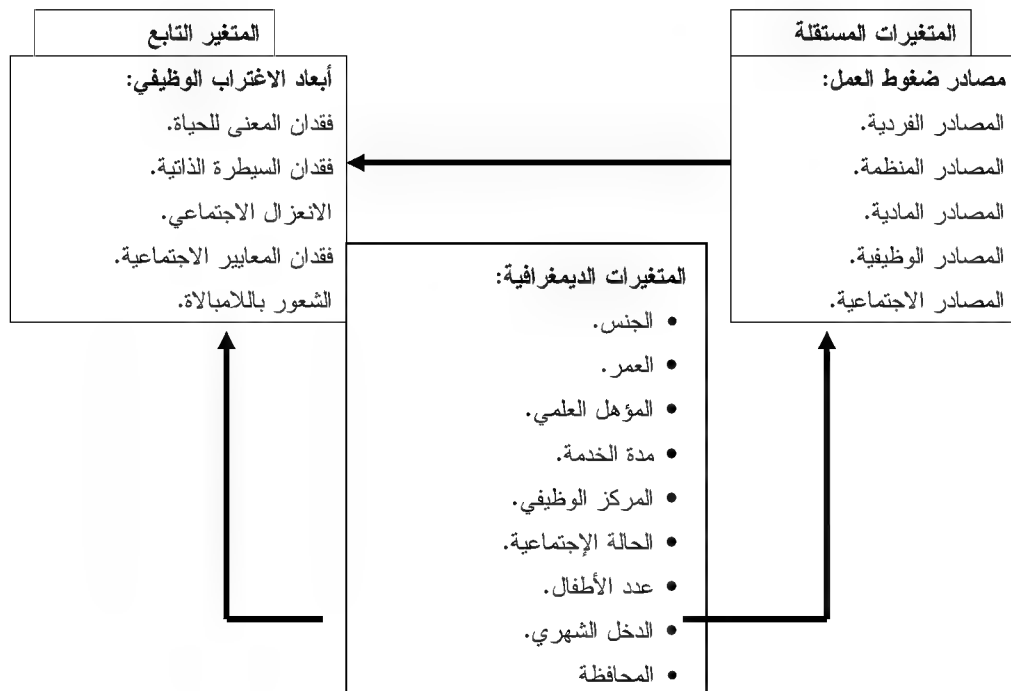 المتغيرات المستقلة
مصادر ضغوط العمل:
المصادر الفردية.
المصادر المنظمة.
المصادر المادية.
المصادر الوظيفية.
المصادر الاجتماعية.
المتغير التابع
أبعاد الاغتراب الوظيفي:
فقدان المعنى للحياة.
فقدان السيطرة الذاتية.
الانعزال الاجتماعي.
فقدان المعايير الاجتماعية.
الشعور باللامبالاة.
المتغيرات الديمغرافية:
• الجنس.
• العمر.
• المؤهل العلمي.
• مدة الخدمة.
• المركز الوظيفي.
• الحالة الإجتماعية.
• عدد الأطفال.
• الدخل الشهري.
• المحافظة